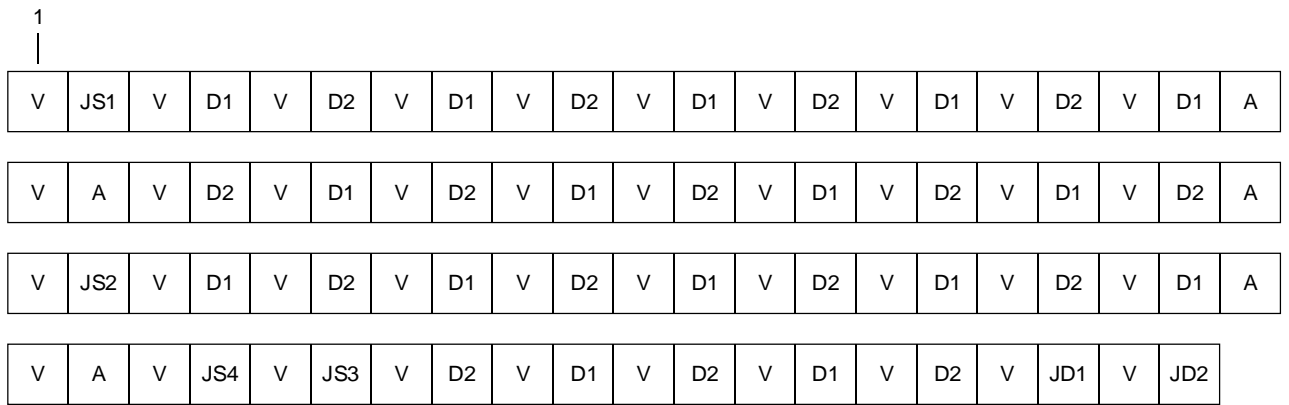 1
V JS1 V D1 V D2 V D1 V D2 V D1 V D2 V D1 V D2 V D1 A
V A V D2 V D1 V D2 V D1 V D2 V D1 V D2 V D1 V D2 A
V JS2 V D1 V D2 V D1 V D2 V D1 V D2 V D1 V D2 V D1 A
V A V JS4 V JS3 V D2 V D1 V D2 V D1 V D2 V JD1 V JD2